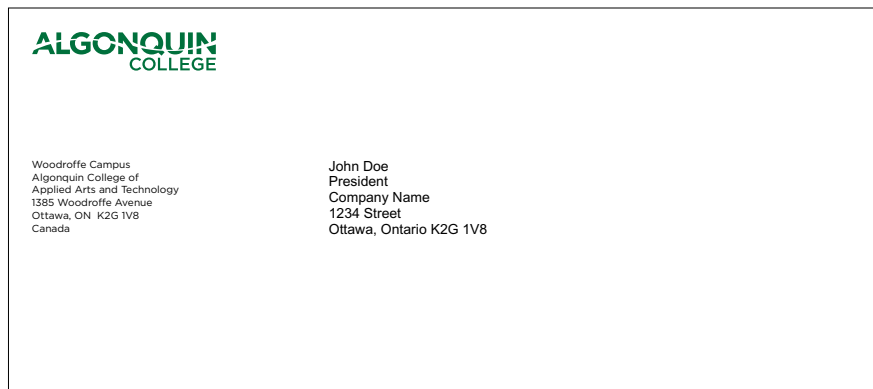 ALGONQUIN
COLLEGE
Woodroffe Campus
Algonquin College of
Applied Arts and Technology
1385 Woodroffe Avenue
Ottawa, ON  K2G 1V8
Canada
John Doe
President
Company Name
1234 Street
Ottawa, Ontario K2G 1V8